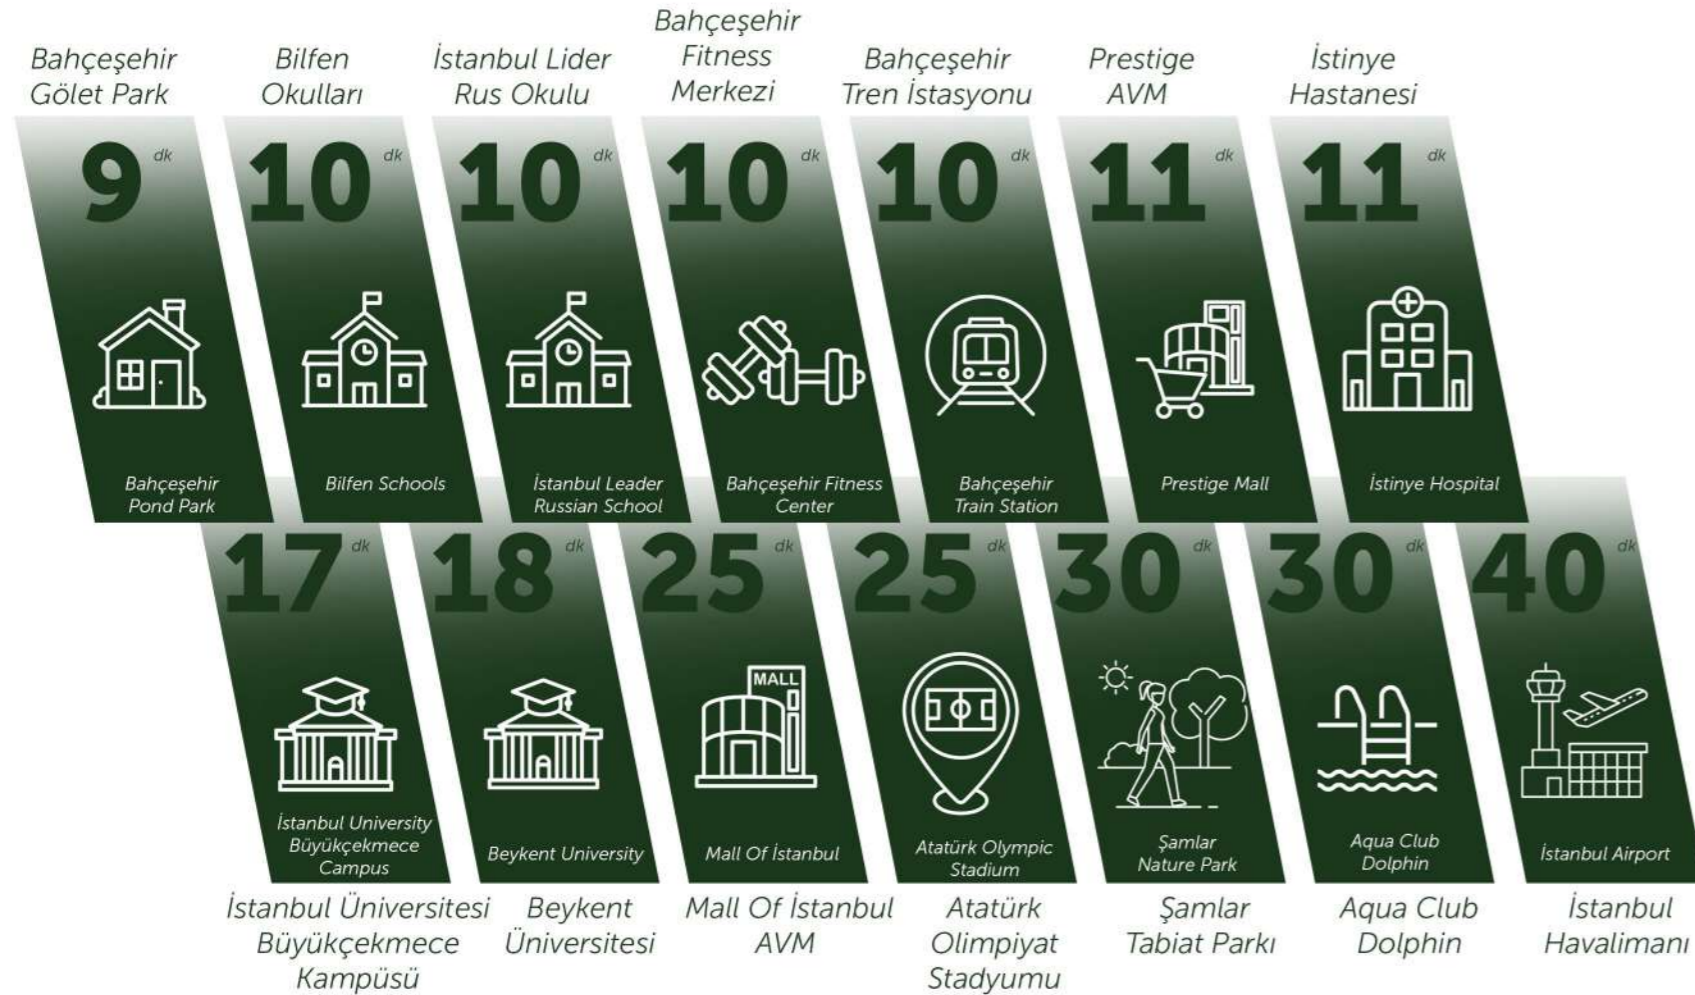 Bahçeşehir
Gölet Park
9 dk
Bahçeşehir
Pond Park
Bilfen
Okulları
10 dk
Bilfen Schools
İstanbul Lider
Rus Okulu
10 dk
İstanbul Leader
Russian School
Bahçeşehir
Fitness
Merkezi
10 dk
Bahçeşehir Fitness
Center
Bahçeşehir
Tren İstasyonu
10 dk
Bahçeşehir
Train Station
Prestige
AVM
11 dk
Prestige Mall
İstinye
Hastanesi
11 dk
İstinye Hospital
17 dk
İstanbul University
Büyükçekmece
Campus
İstanbul Üniversitesi
Büyükçekmece
Kampüsü
18 dk
Beykent University
Beykent
Üniversitesi
25 dk
MALL
Mall Of İstanbul
Mall Of İstanbul
AVM
25 dk
Atatürk Olympic
Stadium
Atatürk
Olimpiyat
Stadyumu
30 dk
Şamlar
Nature Park
Şamlar
Tabiat Parkı
30 dk
Aqua Club
Dolphin
Aqua Club
Dolphin
40 dk
İstanbul Airport
İstanbul
Havalimanı